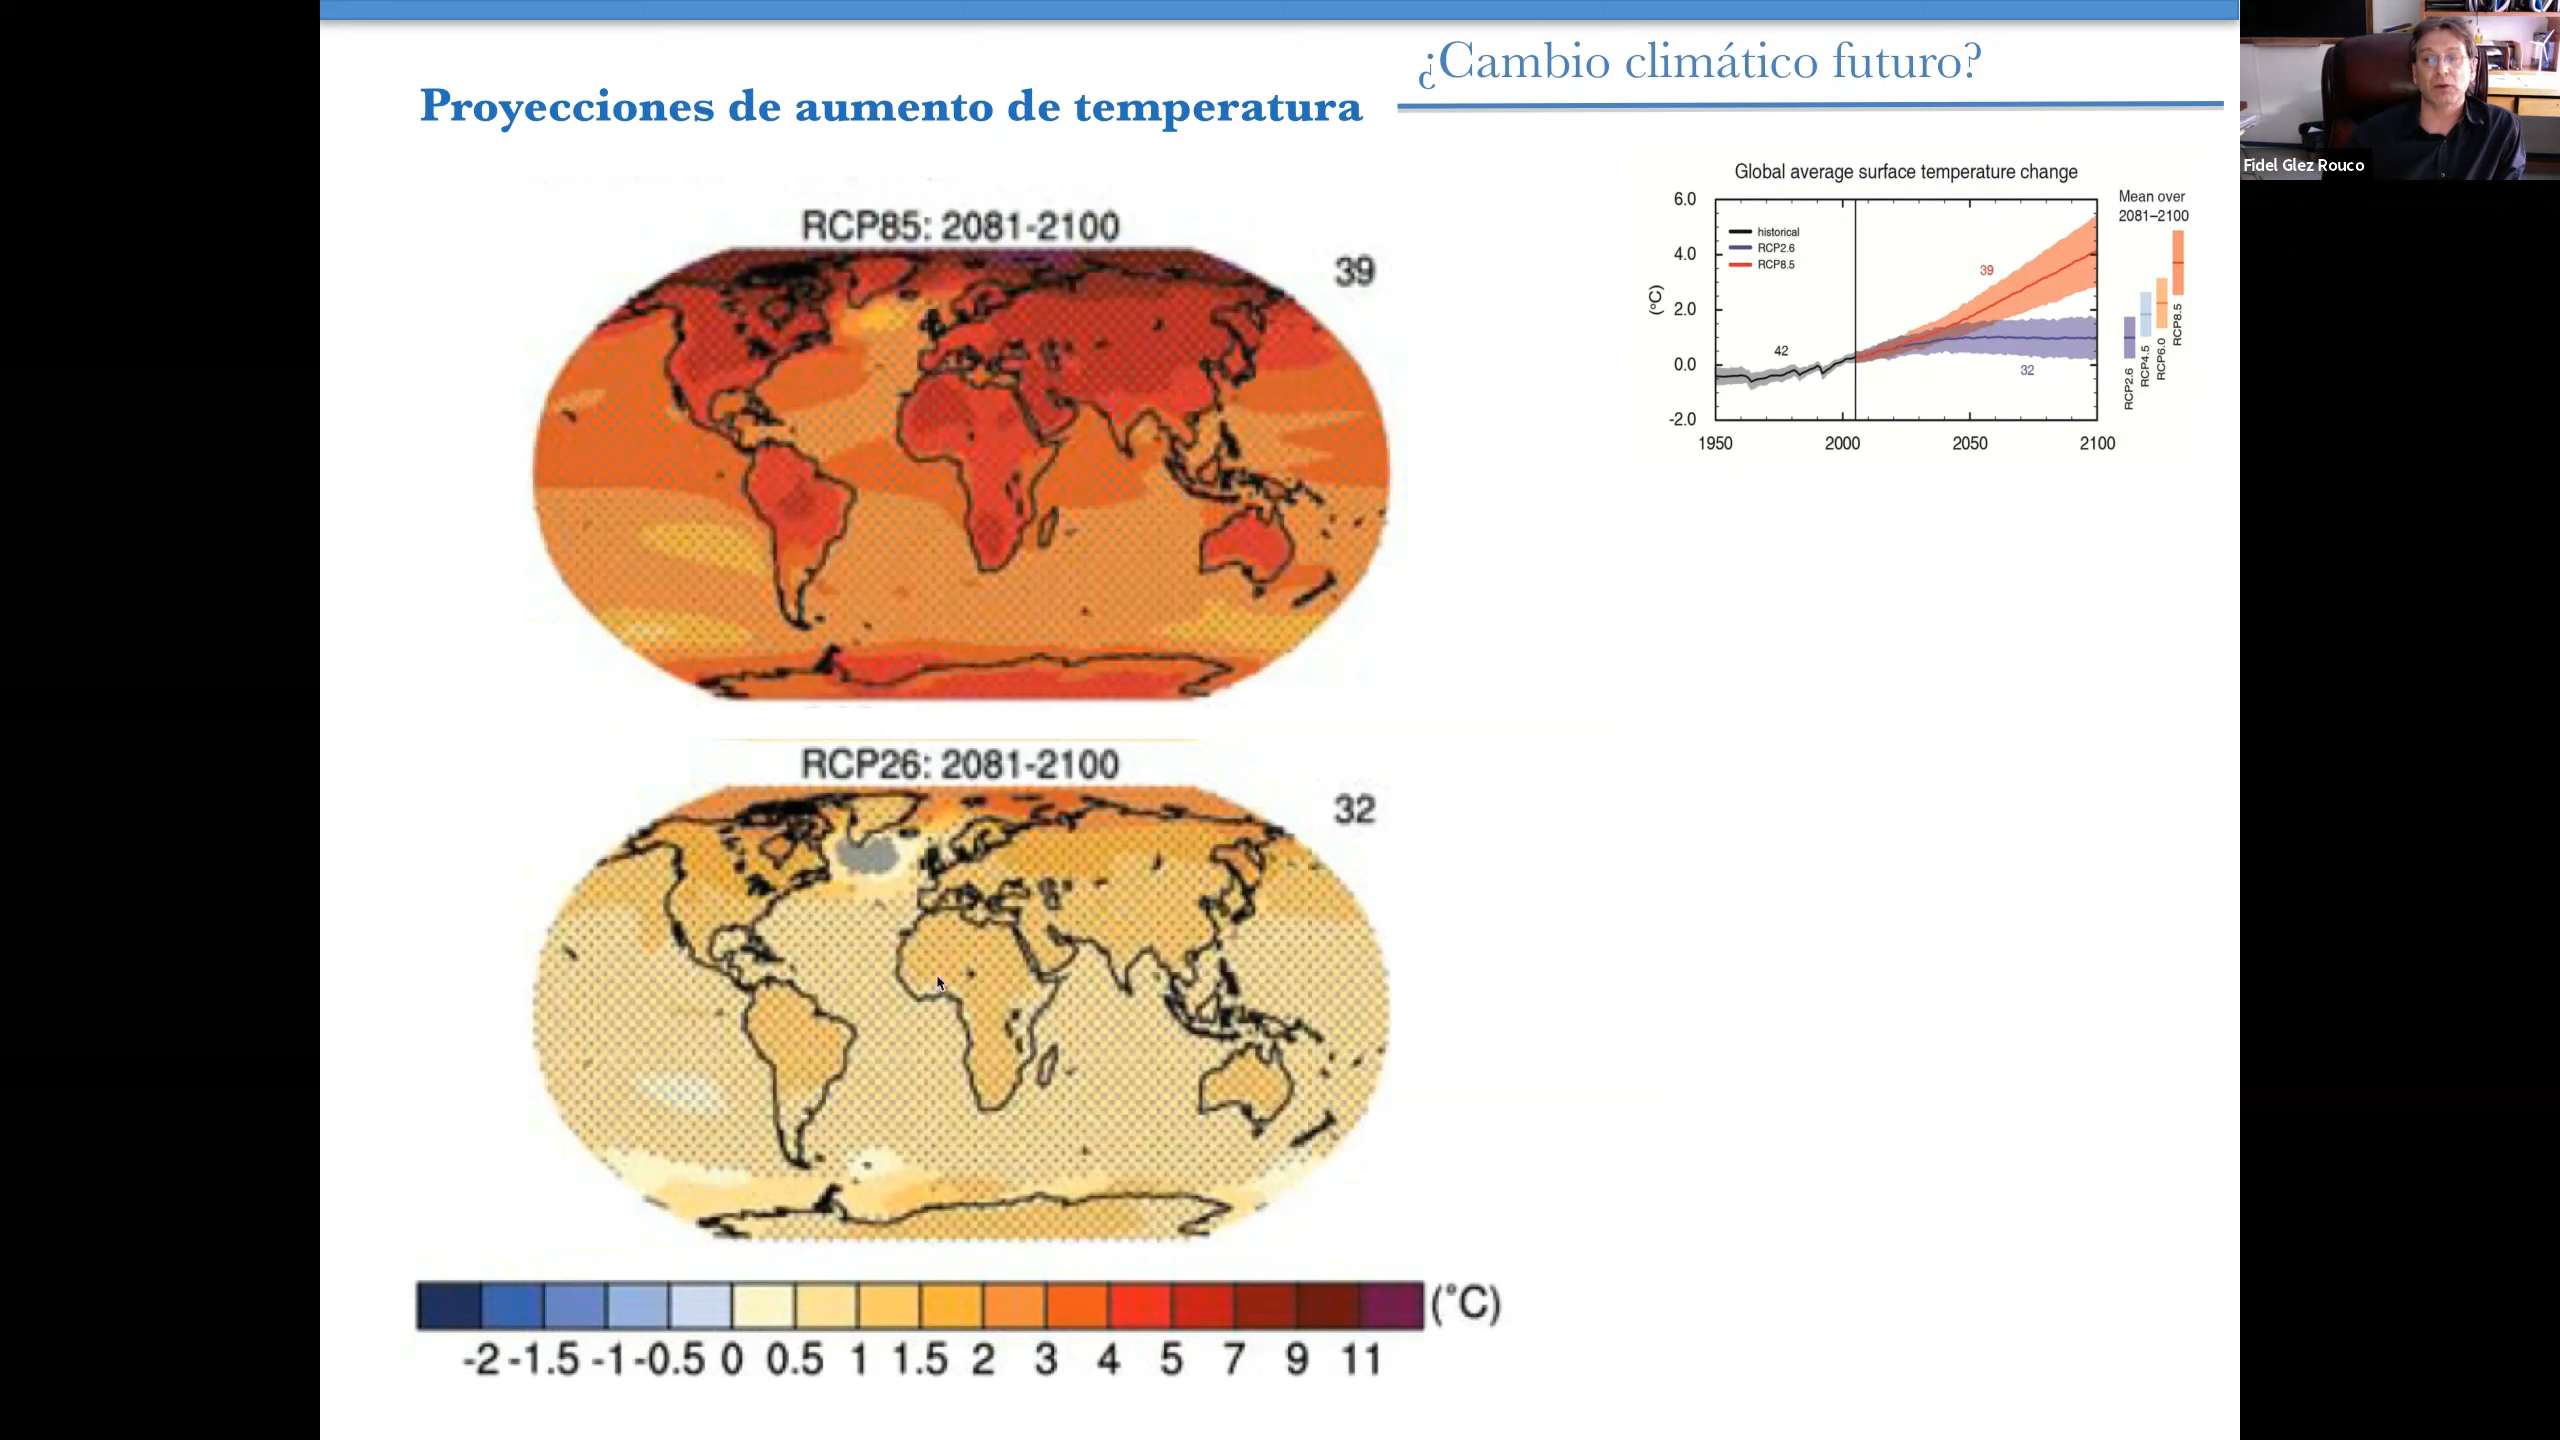 ¿Cambio climático futuro?
Proyecciones de aumento de temperatura
Fidel Glez Rouco
RCP85: 2081-2100
39
Global average surface temperature change
Mean over
2081–2100
6.0
4.0
2.0
0.0
-2.0
(°C)
historical
RCP2.6
RCP8.5
39
42
32
1950 2000 2050 2100
RCP2.6
RCP4.5
RCP6.0
RCP8.5
RCP26: 2081-2100
32
(°C)
-2 -1.5 -1 -0.5 0 0.5 1 1.5 2 3 4 5 7 9 11